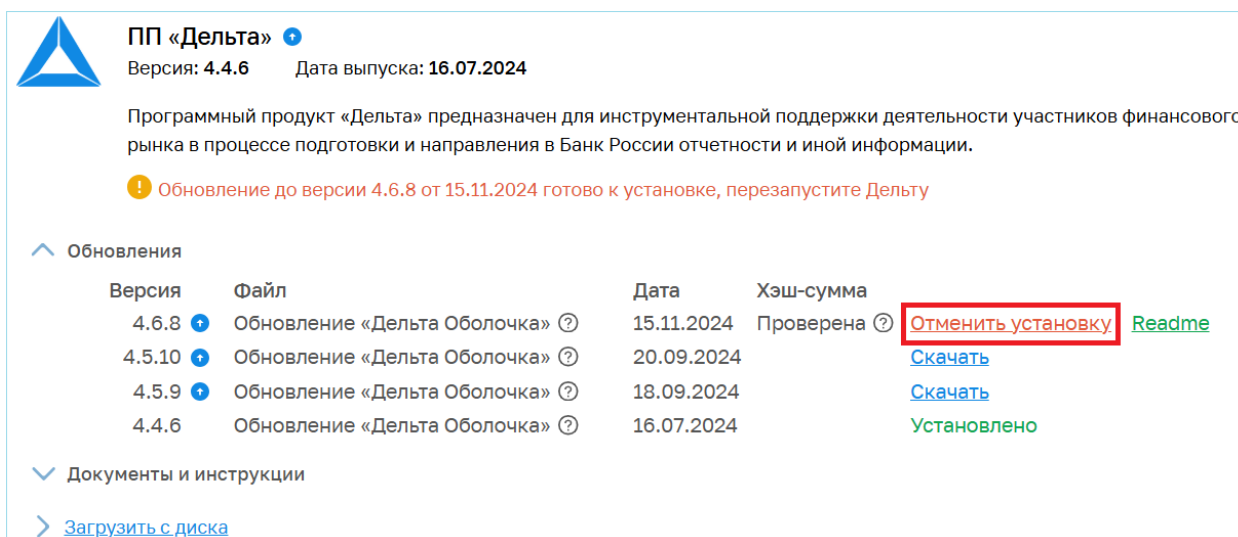 ПП «Дельта»
Версия: 4.4.6 Дата выпуска: 16.07.2024
Программный продукт «Дельта» предназначен для инструментальной поддержки деятельности участников финансового
рынка в процессе подготовки и направления в Банк России отчетности и иной информации.
Обновление до версии 4.6.8 от 15.11.2024 готово к установке, перезапустите Дельту
Обновления
Версия Файл Дата Хэш-сумма
4.6.8 Обновление «Дельта Оболочка» 15.11.2024 Проверена Отменить установку Readme
4.5.10 Обновление «Дельта Оболочка» 20.09.2024 Скачать
4.5.9 Обновление «Дельта Оболочка» 18.09.2024 Скачать
4.4.6 Обновление «Дельта Оболочка» 16.07.2024 Установлено
Документы и инструкции
Загрузить с диска